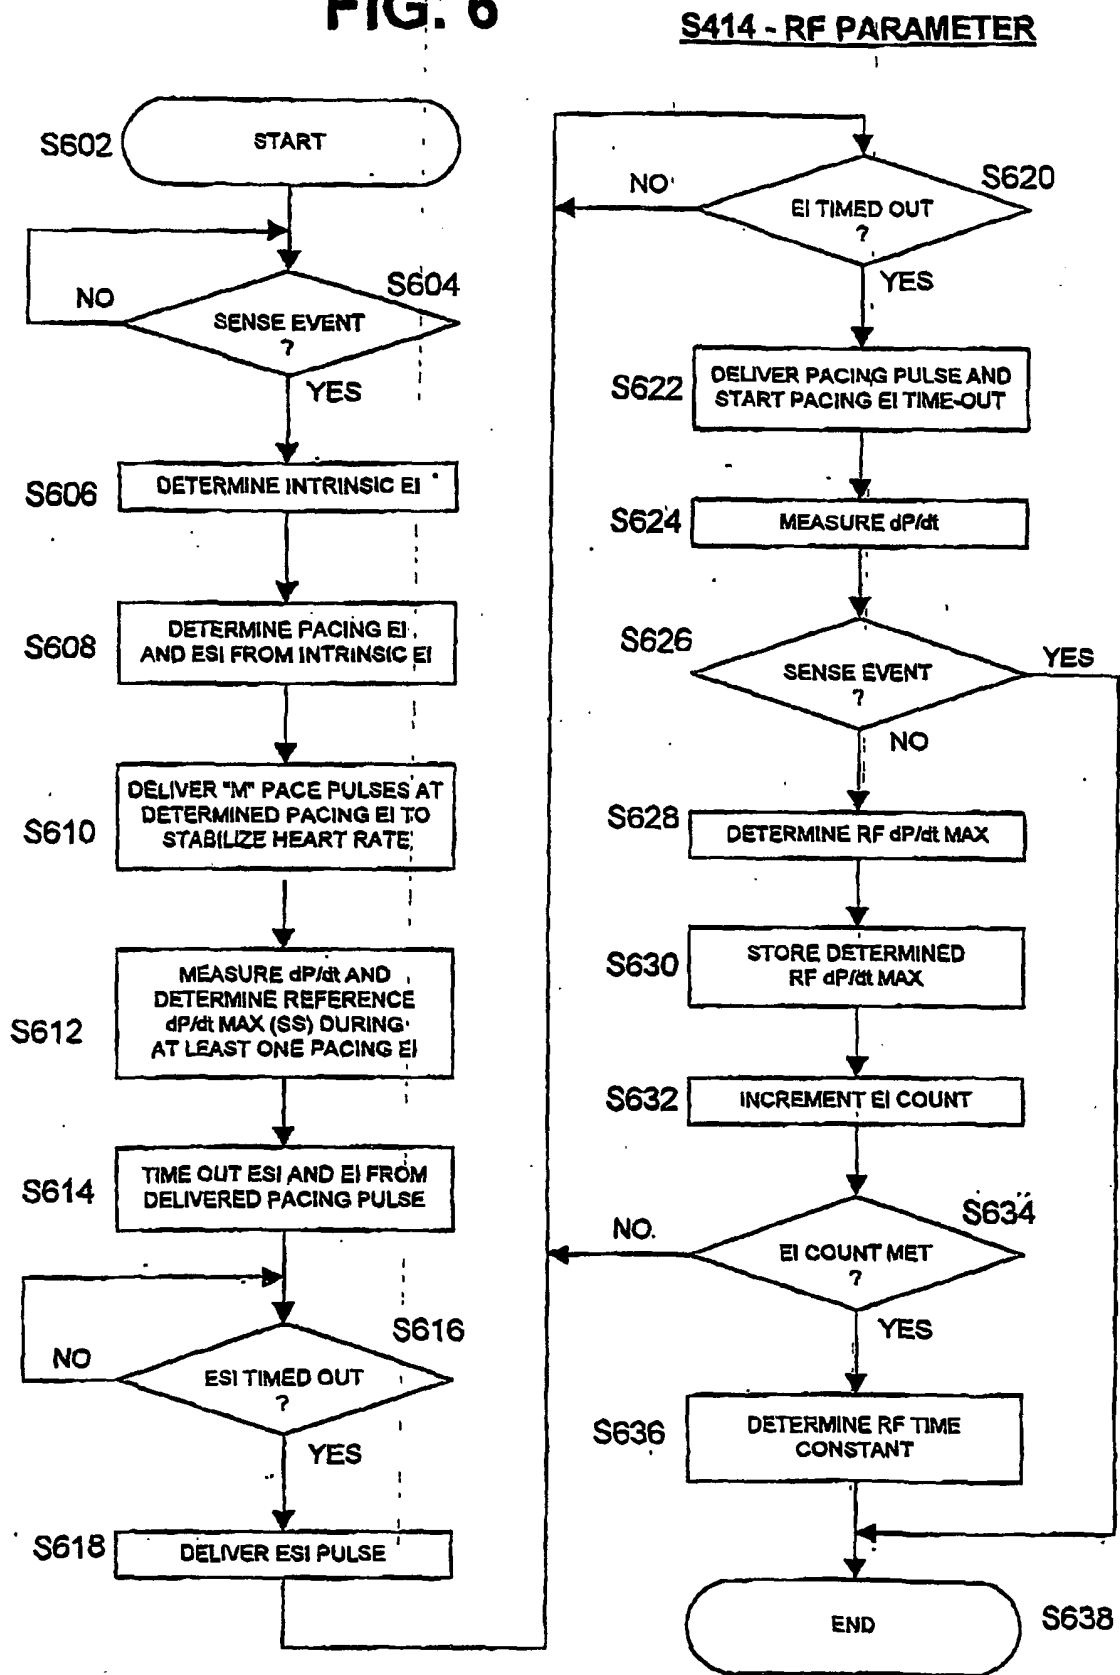 FIG. 6
S414 - RF PARAMETER
S602
START
S604
NO
SENSE EVENT
?
YES
S606
DETERMINE INTRINSIC EI
S608
DETERMINE PACING EI
AND ESI FROM INTRINSIC EI
S610
DELIVER "M" PACE PULSES AT
DETERMINED PACING EI TO
STABILIZE HEART RATE
S612
MEASURE dP/dt AND
DETERMINE REFERENCE
dP/dt MAX (SS) DURING
AT LEAST ONE PACING EI
S614
TIME OUT ESI AND EI FROM
DELIVERED PACING PULSE
S616
NO
ESI TIMED OUT
?
YES
S618
DELIVER ESI PULSE
S620
NO
EI TIMED OUT
?
YES
S622
DELIVER PACING PULSE AND
START PACING EI TIME-OUT
S624
MEASURE dP/dt
S626
SENSE EVENT
?
YES
NO
S628
DETERMINE RF dP/dt MAX
S630
STORE DETERMINED
RF dP/dt MAX
S632
INCREMENT EI COUNT
S634
NO
EI COUNT MET
?
YES
S636
DETERMINE RF TIME
CONSTANT
END
S638